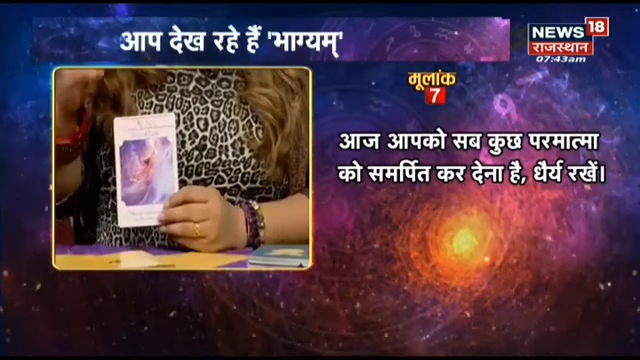 आप देख रहे हैं 'भाग्यम्'
NEWS 18
राजस्थान
07:43am
मूलांक
7
आज आपको सब कुछ परमात्मा
को समर्पित कर देना है, धैर्य रखें।